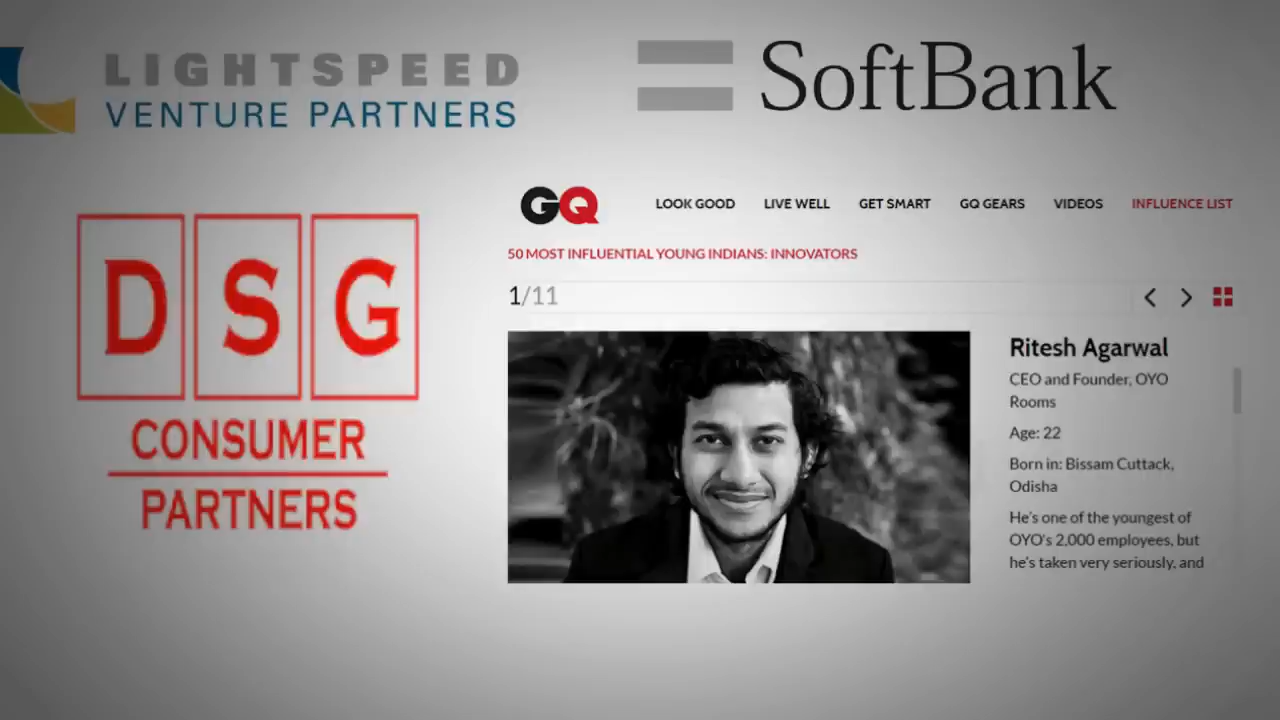 LIGHTSPEED
VENTURE PARTNERS
SoftBank
D S G
CONSUMER
PARTNERS
GQ
LOOK GOOD LIVE WELL GET SMART GQ GEARS VIDEOS INFLUENCE LIST
50 MOST INFLUENTIAL YOUNG INDIANS: INNOVATORS
1/11
Ritesh Agarwal
CEO and Founder, OYO
Rooms
Age: 22
Born in: Bissam Cuttack,
Odisha
He's one of the youngest of
OYO's 2,000 employees, but
he's taken very seriously, and